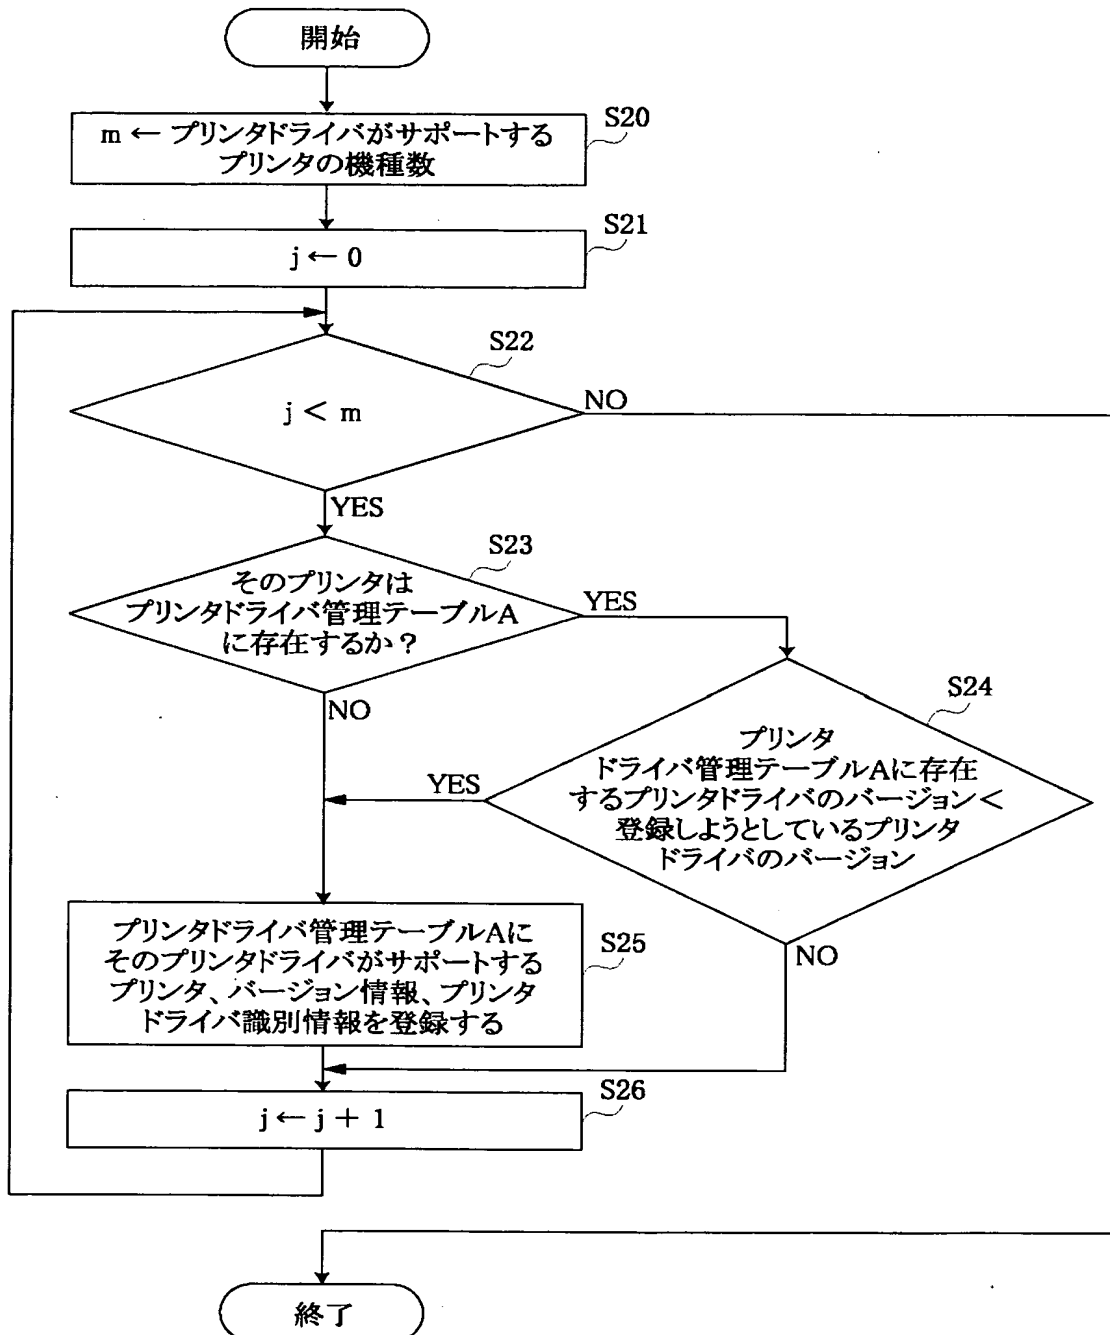 開始
S20
m ← プリンタドライバがサポートする
プリンタの機種数
S21
j ← 0
S22
j < m
NO
YES
S23
そのプリンタは
プリンタドライバ管理テーブルA
に存在するか？
YES
NO
S24
プリンタ
ドライバ管理テーブルAに存在
するプリンタドライバのバージョン＜
登録しようとしているプリンタ
ドライバのバージョン
YES
NO
プリンタドライバ管理テーブルAに
そのプリンタドライバがサポートする
プリンタ、バージョン情報、プリンタ
ドライバ識別情報を登録する
S25
S26
j ← j + 1
終了